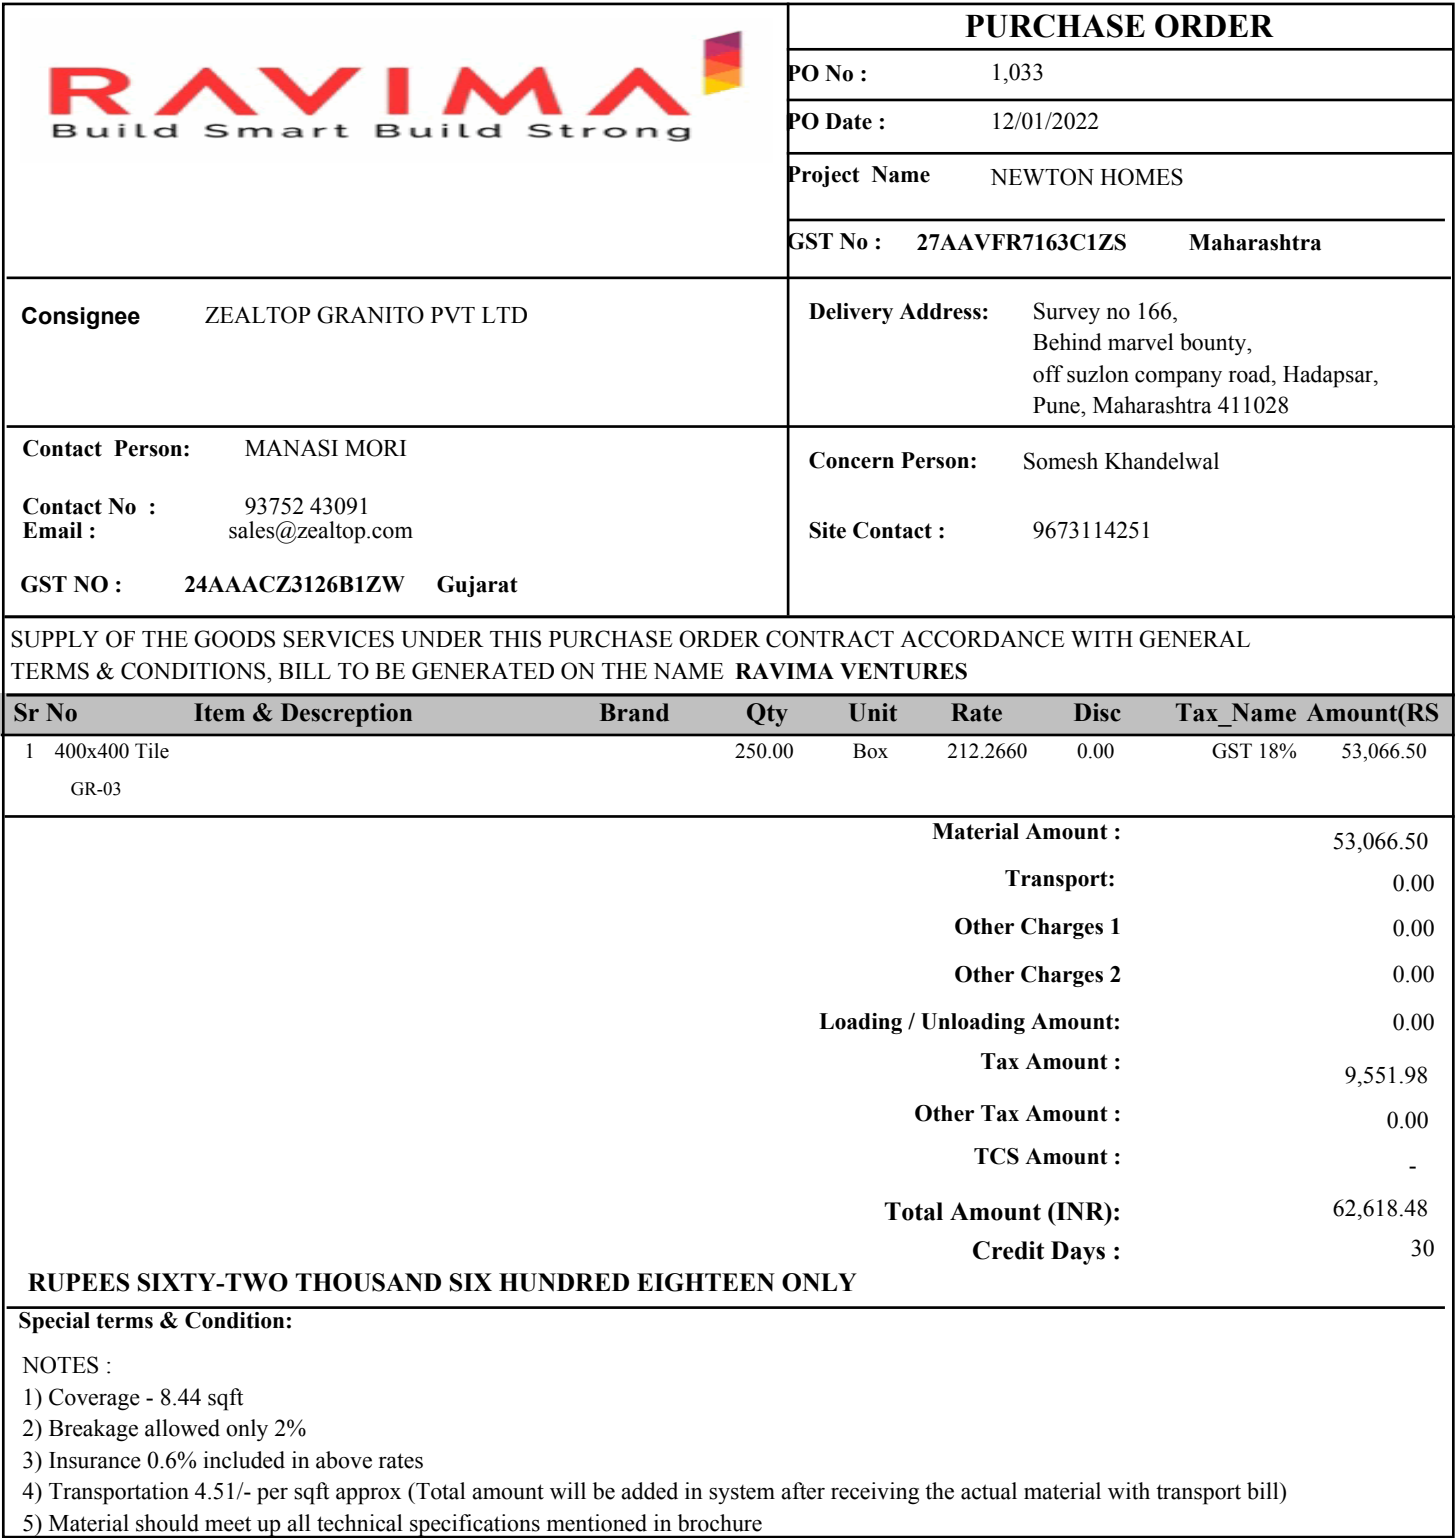 RAVIMA
Build Smart Build Strong
PURCHASE ORDER
PO No : 1,033
PO Date : 12/01/2022
Project Name NEWTON HOMES
GST No : 27AAVFR7163C1ZS Maharashtra
Consignee ZEALTOP GRANITO PVT LTD
Delivery Address: Survey no 166,
Behind marvel bounty,
off suzlon company road, Hadapsar,
Pune, Maharashtra 411028
Contact Person: MANASI MORI
Contact No : 93752 43091
Email : sales@zealtop.com
GST NO : 24AAACZ3126B1ZW Gujarat
Concern Person: Somesh Khandelwal
Site Contact : 9673114251
SUPPLY OF THE GOODS SERVICES UNDER THIS PURCHASE ORDER CONTRACT ACCORDANCE WITH GENERAL
TERMS & CONDITIONS, BILL TO BE GENERATED ON THE NAME RAVIMA VENTURES
Sr No Item & Descreption Brand Qty Unit Rate Disc Tax_Name Amount(RS
1 400x400 Tile 250.00 Box 212.2660 0.00 GST 18% 53,066.50
GR-03
Material Amount : 53,066.50
Transport: 0.00
Other Charges 1 0.00
Other Charges 2 0.00
Loading / Unloading Amount: 0.00
Tax Amount : 9,551.98
Other Tax Amount : 0.00
TCS Amount : -
Total Amount (INR): 62,618.48
Credit Days : 30
RUPEES SIXTY-TWO THOUSAND SIX HUNDRED EIGHTEEN ONLY
Special terms & Condition:
NOTES :
1) Coverage - 8.44 sqft
2) Breakage allowed only 2%
3) Insurance 0.6% included in above rates
4) Transportation 4.51/- per sqft approx (Total amount will be added in system after receiving the actual material with transport bill)
5) Material should meet up all technical specifications mentioned in brochure